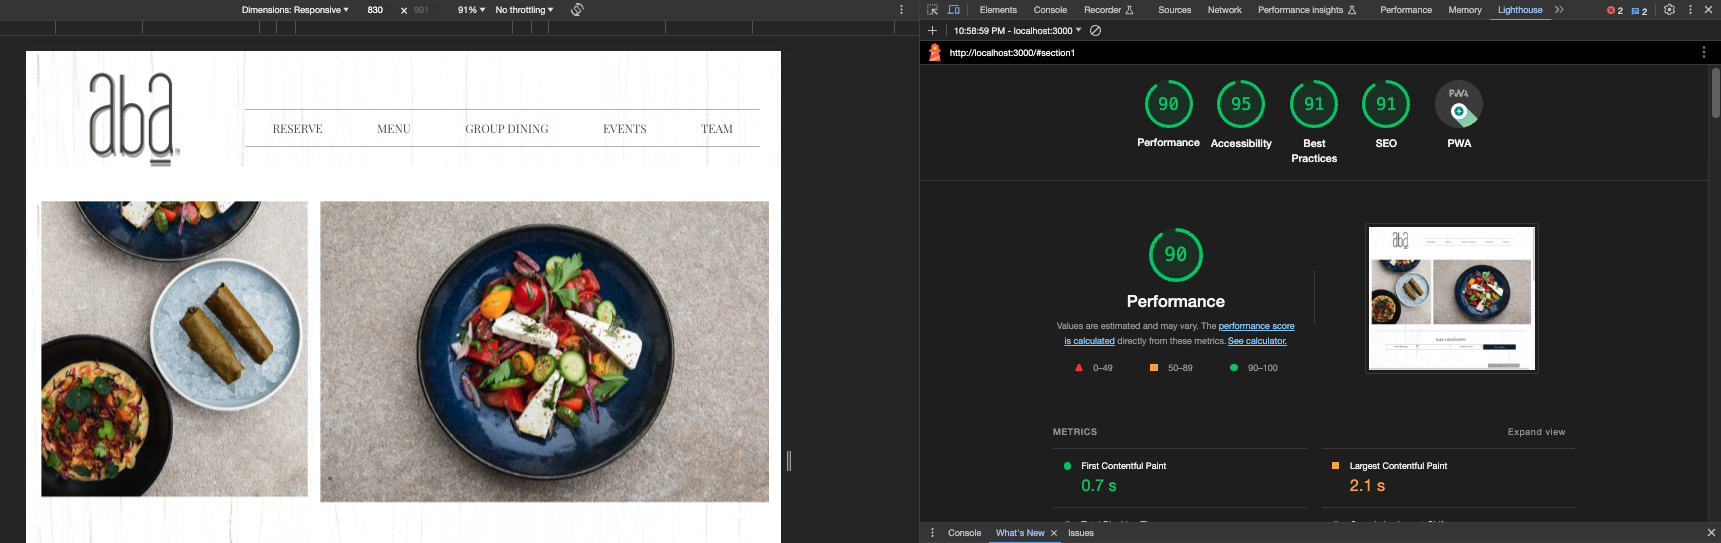 Dimensions: Responsive ▾ 830 × 901 91% ▾ No throttling ▾
Elements Console Recorder Sources Network Performance insights Performance Memory Lighthouse 2 2
10:58:59 PM - localhost:3000 ▾
http://localhost:3000/#section1
aba
RESERVE MENU GROUP DINING EVENTS TEAM
90 95 91 91 PWA
Performance Accessibility Best Practices SEO PWA
90
Performance
Values are estimated and may vary. The performance score
is calculated directly from these metrics. See calculator.
0–49 50–89 90–100
aba
METRICS Expand view
First Contentful Paint Largest Contentful Paint
0.7 s 2.1 s
Console What's New Issues